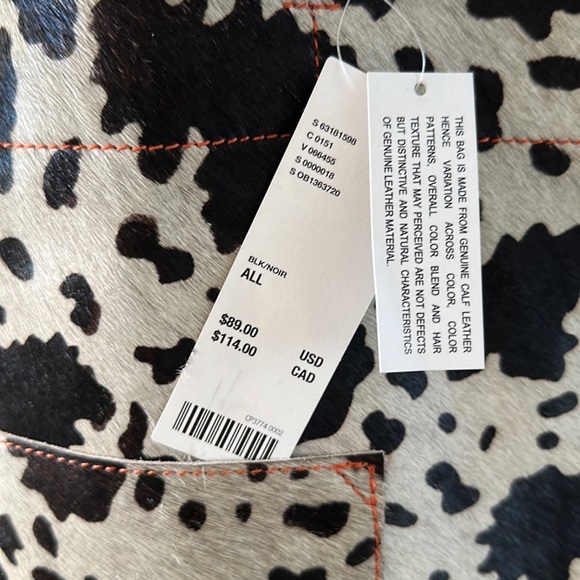 S 63181598
C 0151
V 066455
S 0000018
S OB1363720
BLK/NOIR
ALL
$89.00 USD
$114.00 CAD
CP3774.0002
THIS BAG IS MADE FROM GENUINE CALF LEATHER
HENCE VARIATION ACROSS COLOR, COLOR
PATTERNS, OVERALL COLOR BLEND AND HAIR
TEXTURE THAT MAY PERCEIVED ARE NOT DEFECTS
BUT DISTINCTIVE AND NATURAL CHARACTERISTICS
OF GENUINE LEATHER MATERIAL.